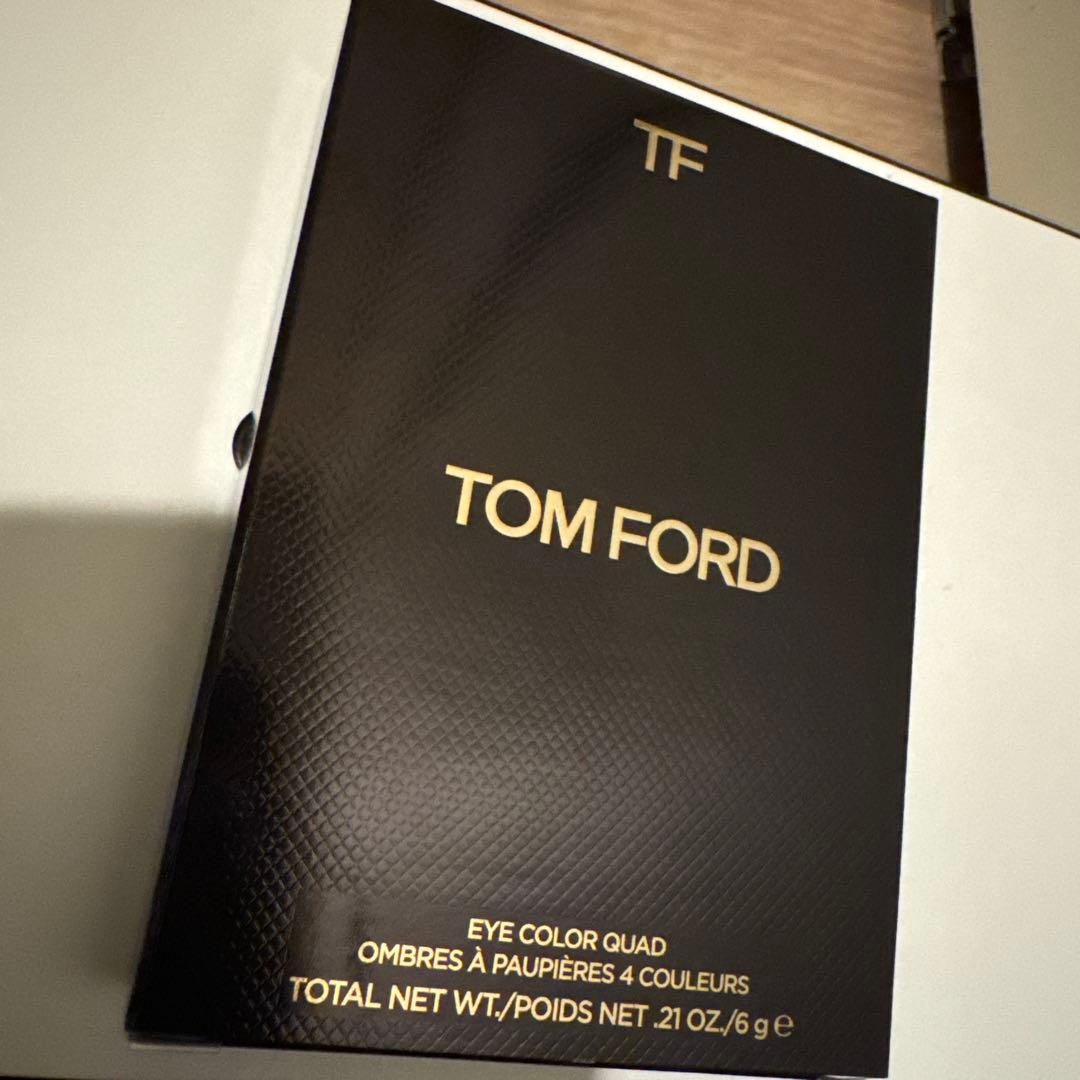 TF
TOM FORD
EYE COLOR QUAD
OMBRES À PAUPIÈRES 4 COULEURS
TOTAL NET WT./POIDS NET .21 OZ./6 g ℮